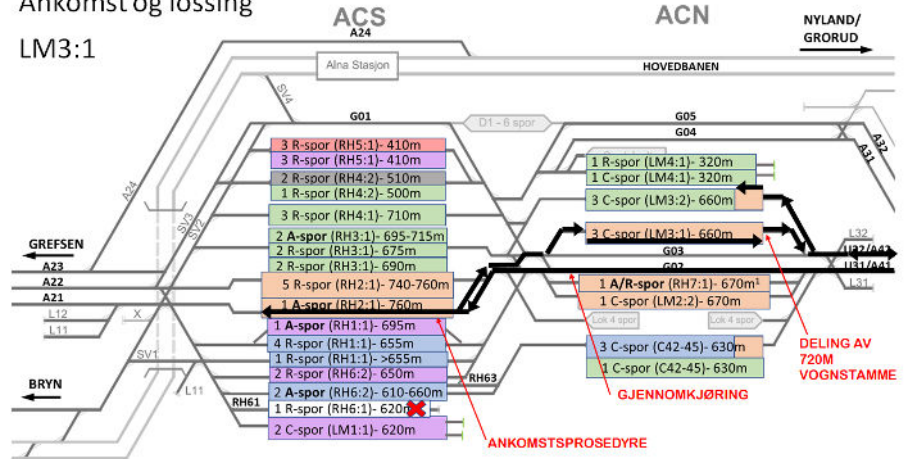 Ankomst og lossing
LM3:1
ACS
ACN
A24
NYLAND/
GRORUD
Alna Stasjon
HOVEDBANEN
SV4
G01
D1 - 6 spor
G05
G04
A32
A31
A24
SV3
SV2
3 R-spor (RH5:1)- 410m
3 R-spor (RH5:1)- 410m
2 R-spor (RH4:2)- 510m
1 R-spor (RH4:2)- 500m
3 R-spor (RH4:1)- 710m
2 A-spor (RH3:1)- 695-715m
2 R-spor (RH3:1)- 675m
2 R-spor (RH3:1)- 690m
5 R-spor (RH2:1)- 740-760m
1 A-spor (RH2:1)- 760m
1 A-spor (RH1:1)- 695m
4 R-spor (RH1:1)- 655m
1 R-spor (RH1:1)- >655m
2 R-spor (RH6:2)- 650m
2 A-spor (RH6:2)- 610-660m
1 R-spor (RH6:1)- 620m
2 C-spor (LM1:1)- 620m
1 R-spor (LM4:1)- 320m
1 C-spor (LM4:1)- 320m
3 C-spor (LM3:2)- 660m
3 C-spor (LM3:1)- 660m
G03
G02
1 A/R-spor (RH7:1)- 670m¹
1 C-spor (LM2:2)- 670m
Lok 4 spor
Lok 4 spor
3 C-spor (C42-45)- 630m
1 C-spor (C42-45)- 630m
L32
U32/A42
U31/A41
L31
GREFSEN
A23
A22
A21
L12
L11
X
SV1
L11
BRYN
RH61
RH63
DELING AV
720M
VOGNSTAMME
GJENNOMKJØRING
ANKOMSTSPROSEDYRE